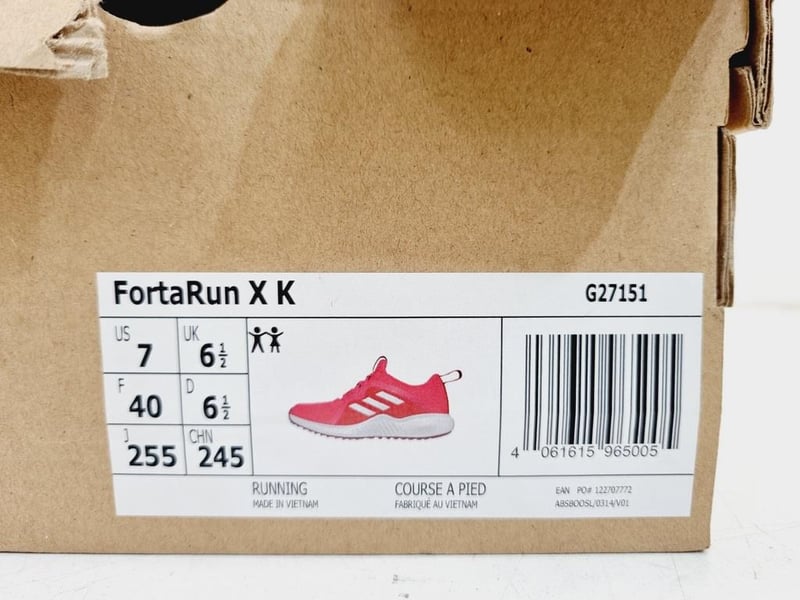 FortaRun X K G27151
US 7 UK 6½
F 40 D 6½
J 255 CHN 245
4 061615 965005
RUNNING COURSE A PIED EAN PO# 122707772
MADE IN VIETNAM FABRIQUÉ AU VIETNAM ABSBOOSL/0314/V01